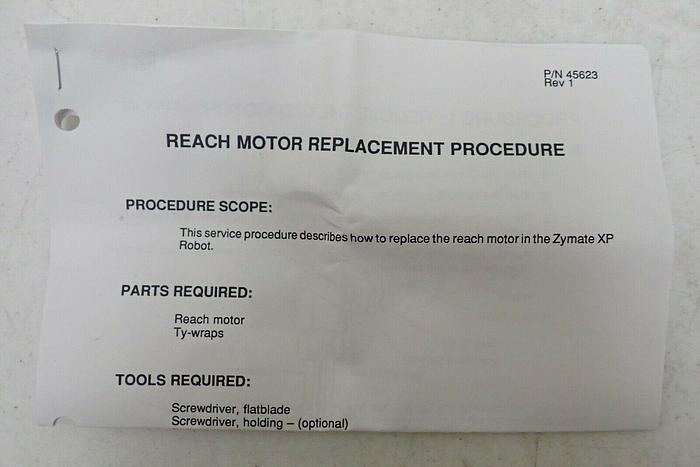 P/N 45623
Rev 1
REACH MOTOR REPLACEMENT PROCEDURE
PROCEDURE SCOPE:
This service procedure describes how to replace the reach motor in the Zymate XP
Robot.
PARTS REQUIRED:
Reach motor
Ty-wraps
TOOLS REQUIRED:
Screwdriver, flatblade
Screwdriver, holding – (optional)